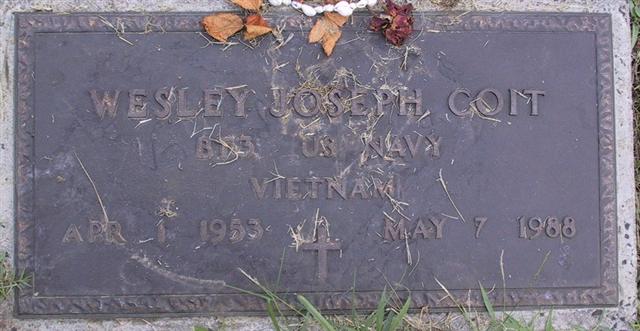 WESLEY JOSEPH COIT
BT3 US NAVY
VIETNAM
APR 1 1953 MAY 7 1988